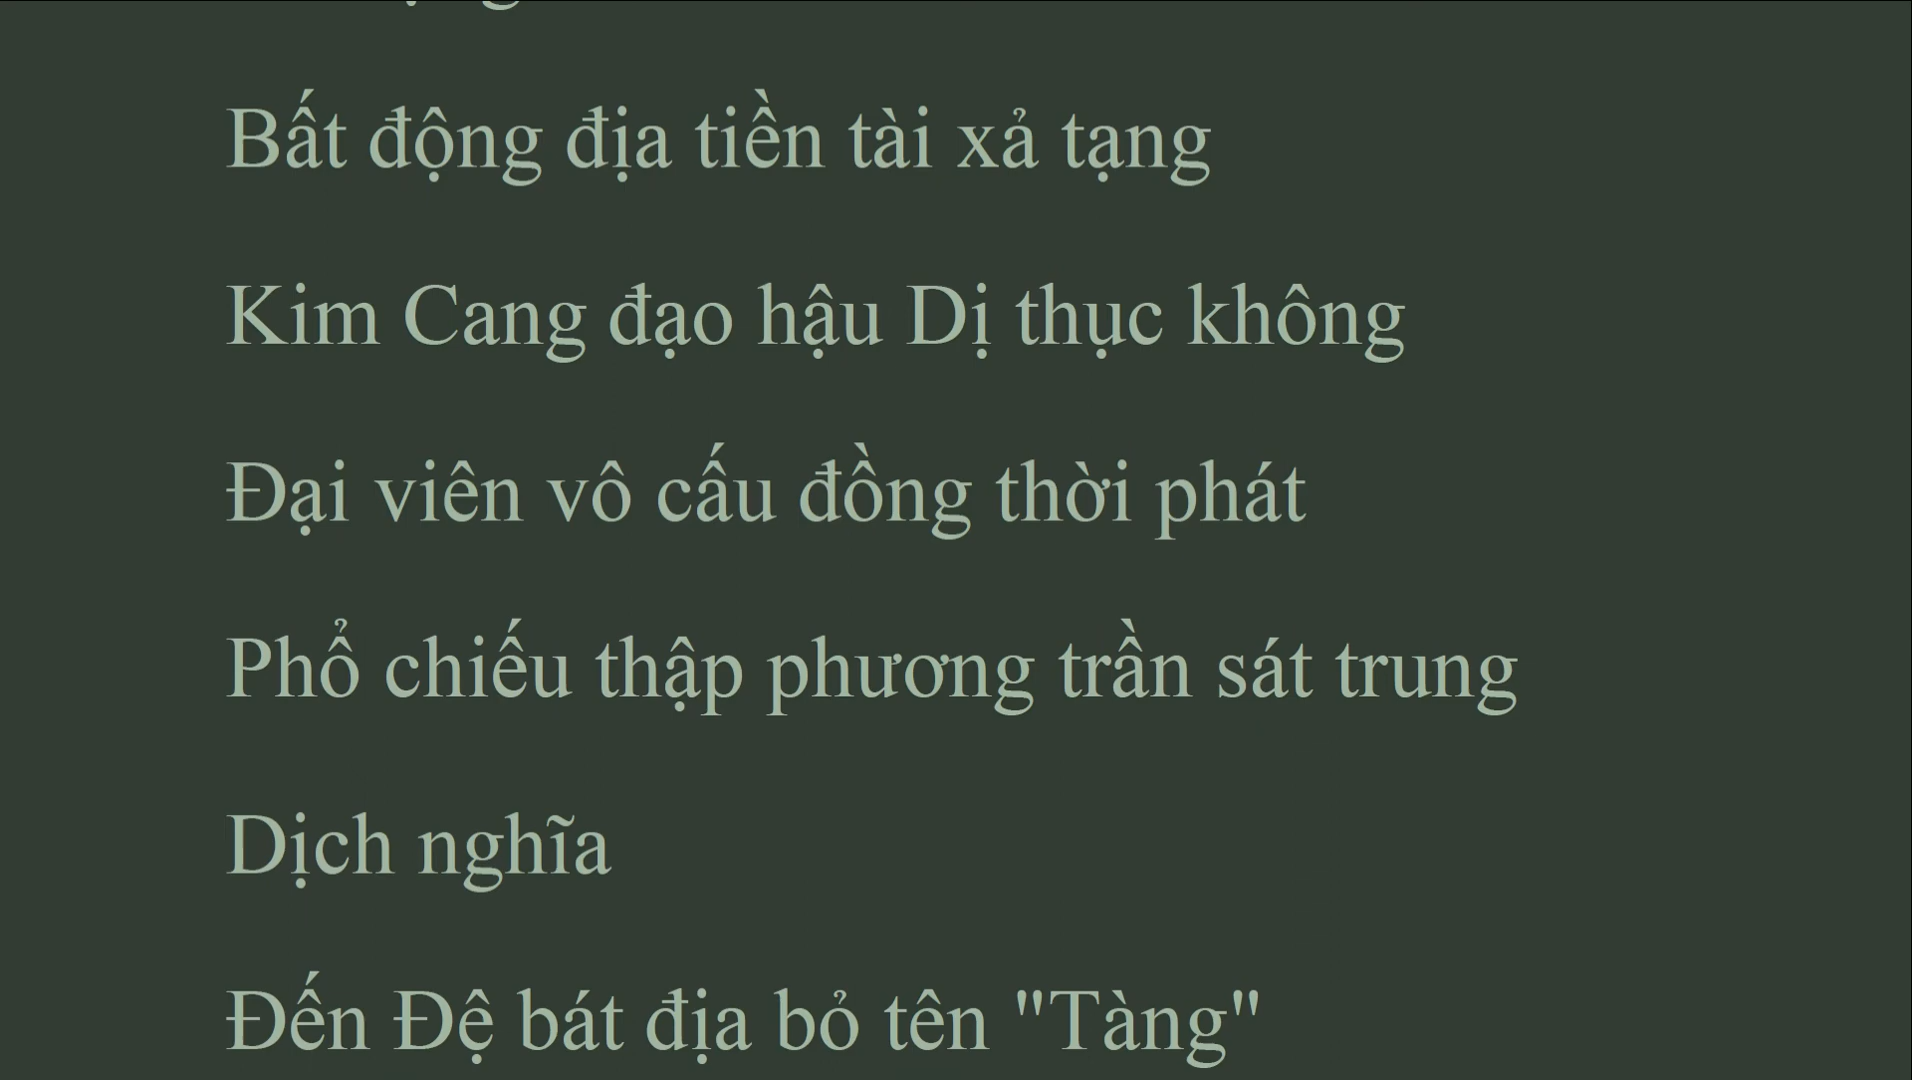 Bất động địa tiền tài xả tạng
Kim Cang đạo hậu Dị thục không
Đại viên vô cấu đồng thời phát
Phổ chiếu thập phương trần sát trung
Dịch nghĩa
Đến Đệ bát địa bỏ tên "Tàng"